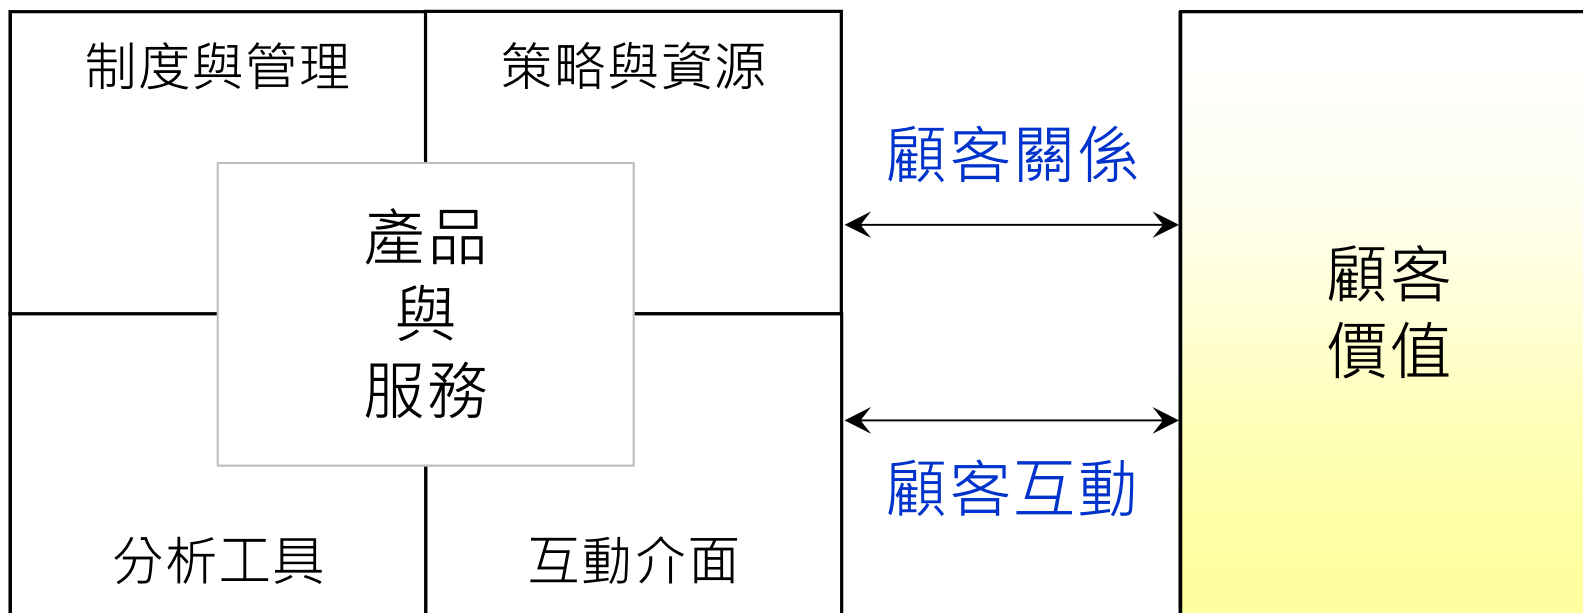 制度與管理
策略與資源
顧客關係
產品
與
服務
顧客
價值
顧客互動
分析工具
互動介面